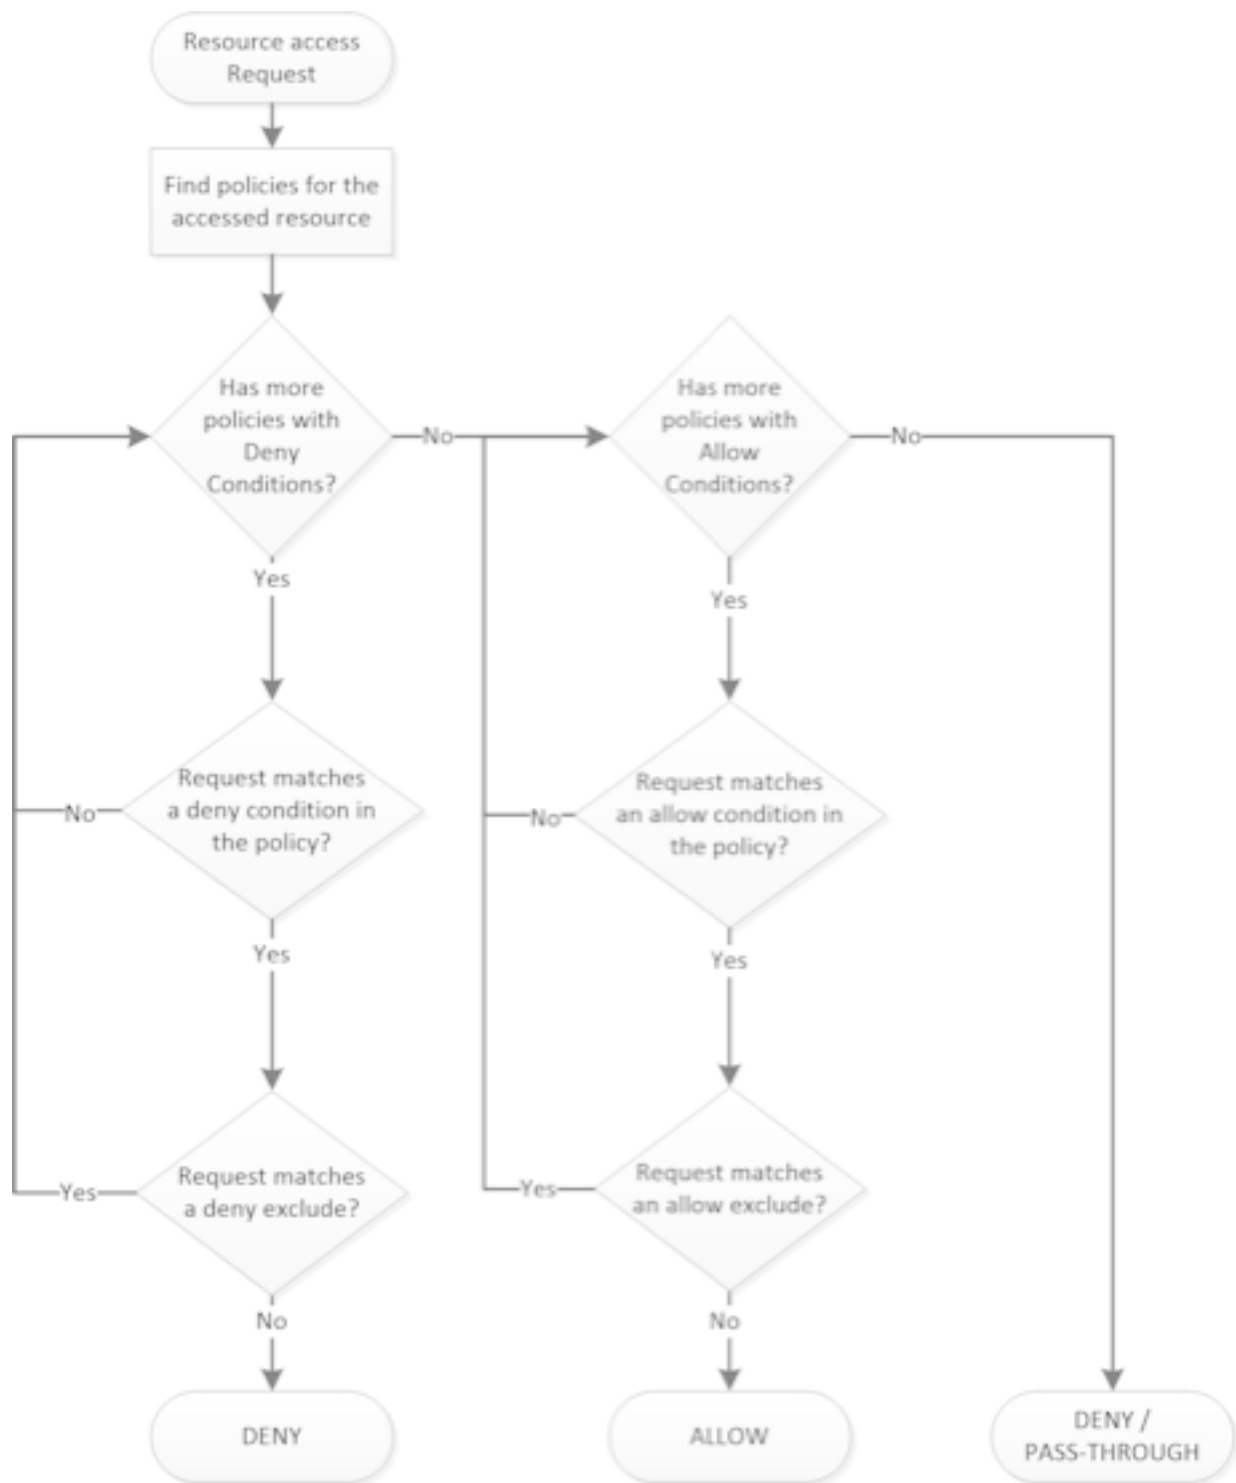 Resource access
Request
Find policies for the
accessed resource
Has more
policies with
Deny
Conditions?
No
Has more
policies with
Allow
Conditions?
No
Yes
Yes
Request matches
a deny condition in
the policy?
No
Request matches
an allow condition in
the policy?
No
Yes
Yes
Request matches
a deny exclude?
Yes
Request matches
an allow exclude?
Yes
No
No
DENY
ALLOW
DENY /
PASS-THROUGH